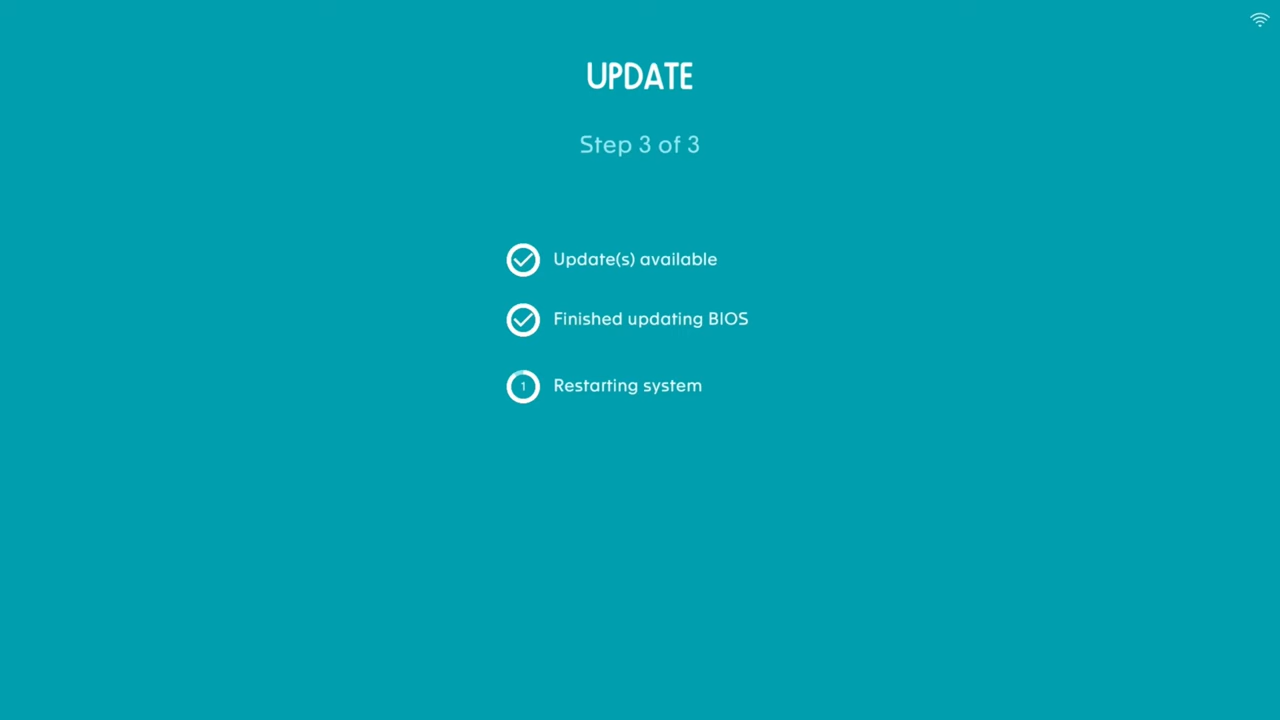 UPDATE
Step 3 of 3
Update(s) available
Finished updating BIOS
1 Restarting system